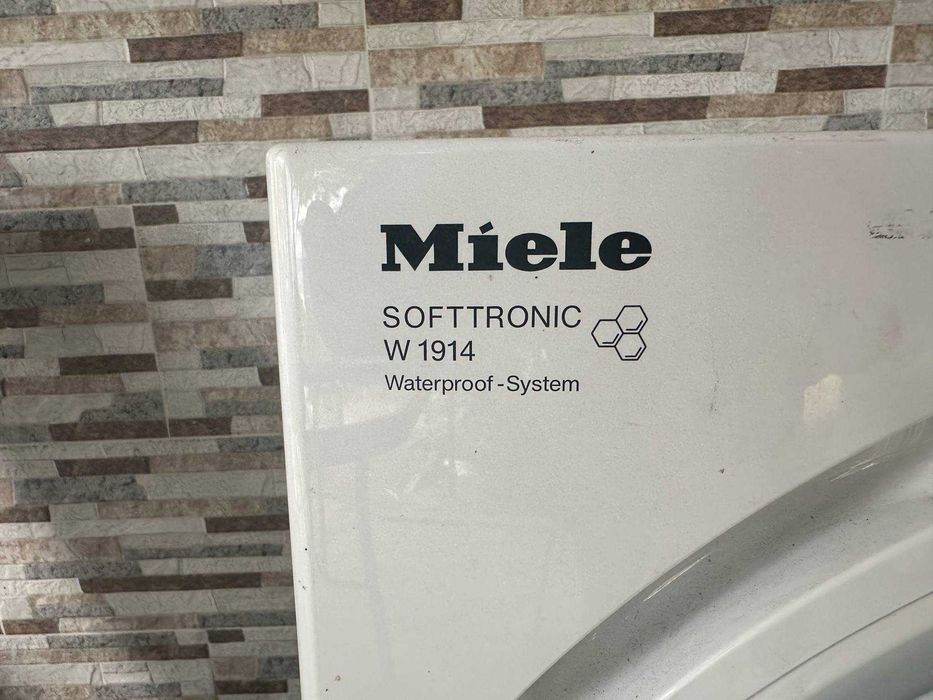 Miele
SOFTTRONIC
W 1914
Waterproof-System